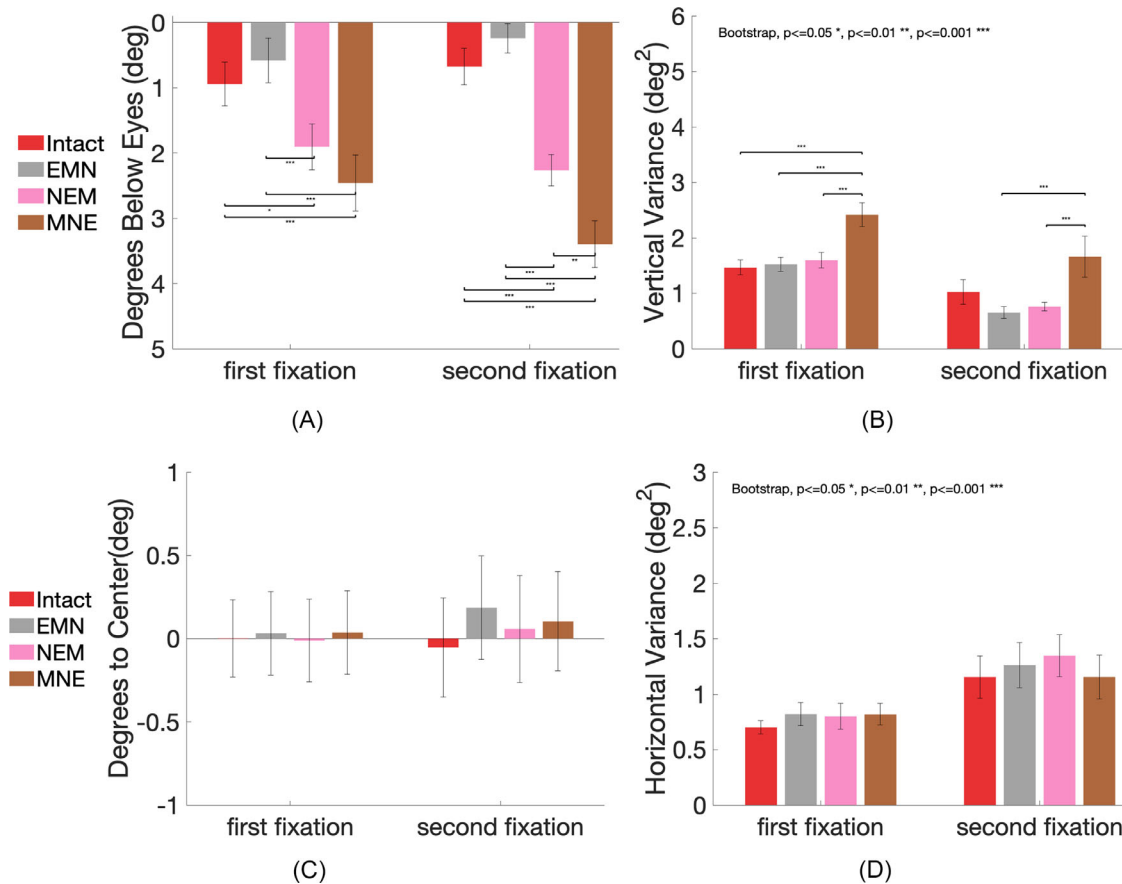 0
1
2
3
4
5
Degrees Below Eyes (deg)
Intact
EMN
NEM
MNE
***
***
*
***
**
***
***
***
***
first fixation
second fixation
(A)
6
5
4
3
2
1
0
Vertical Variance (deg²)
Bootstrap, p<=0.05 *, p<=0.01 **, p<=0.001 ***
***
***
***
***
***
first fixation
second fixation
(B)
1
0.5
0
-0.5
-1
Degrees to Center(deg)
Intact
EMN
NEM
MNE
first fixation
second fixation
(C)
3
2.5
2
1.5
1
0.5
0
Horizontal Variance (deg²)
Bootstrap, p<=0.05 *, p<=0.01 **, p<=0.001 ***
first fixation
second fixation
(D)